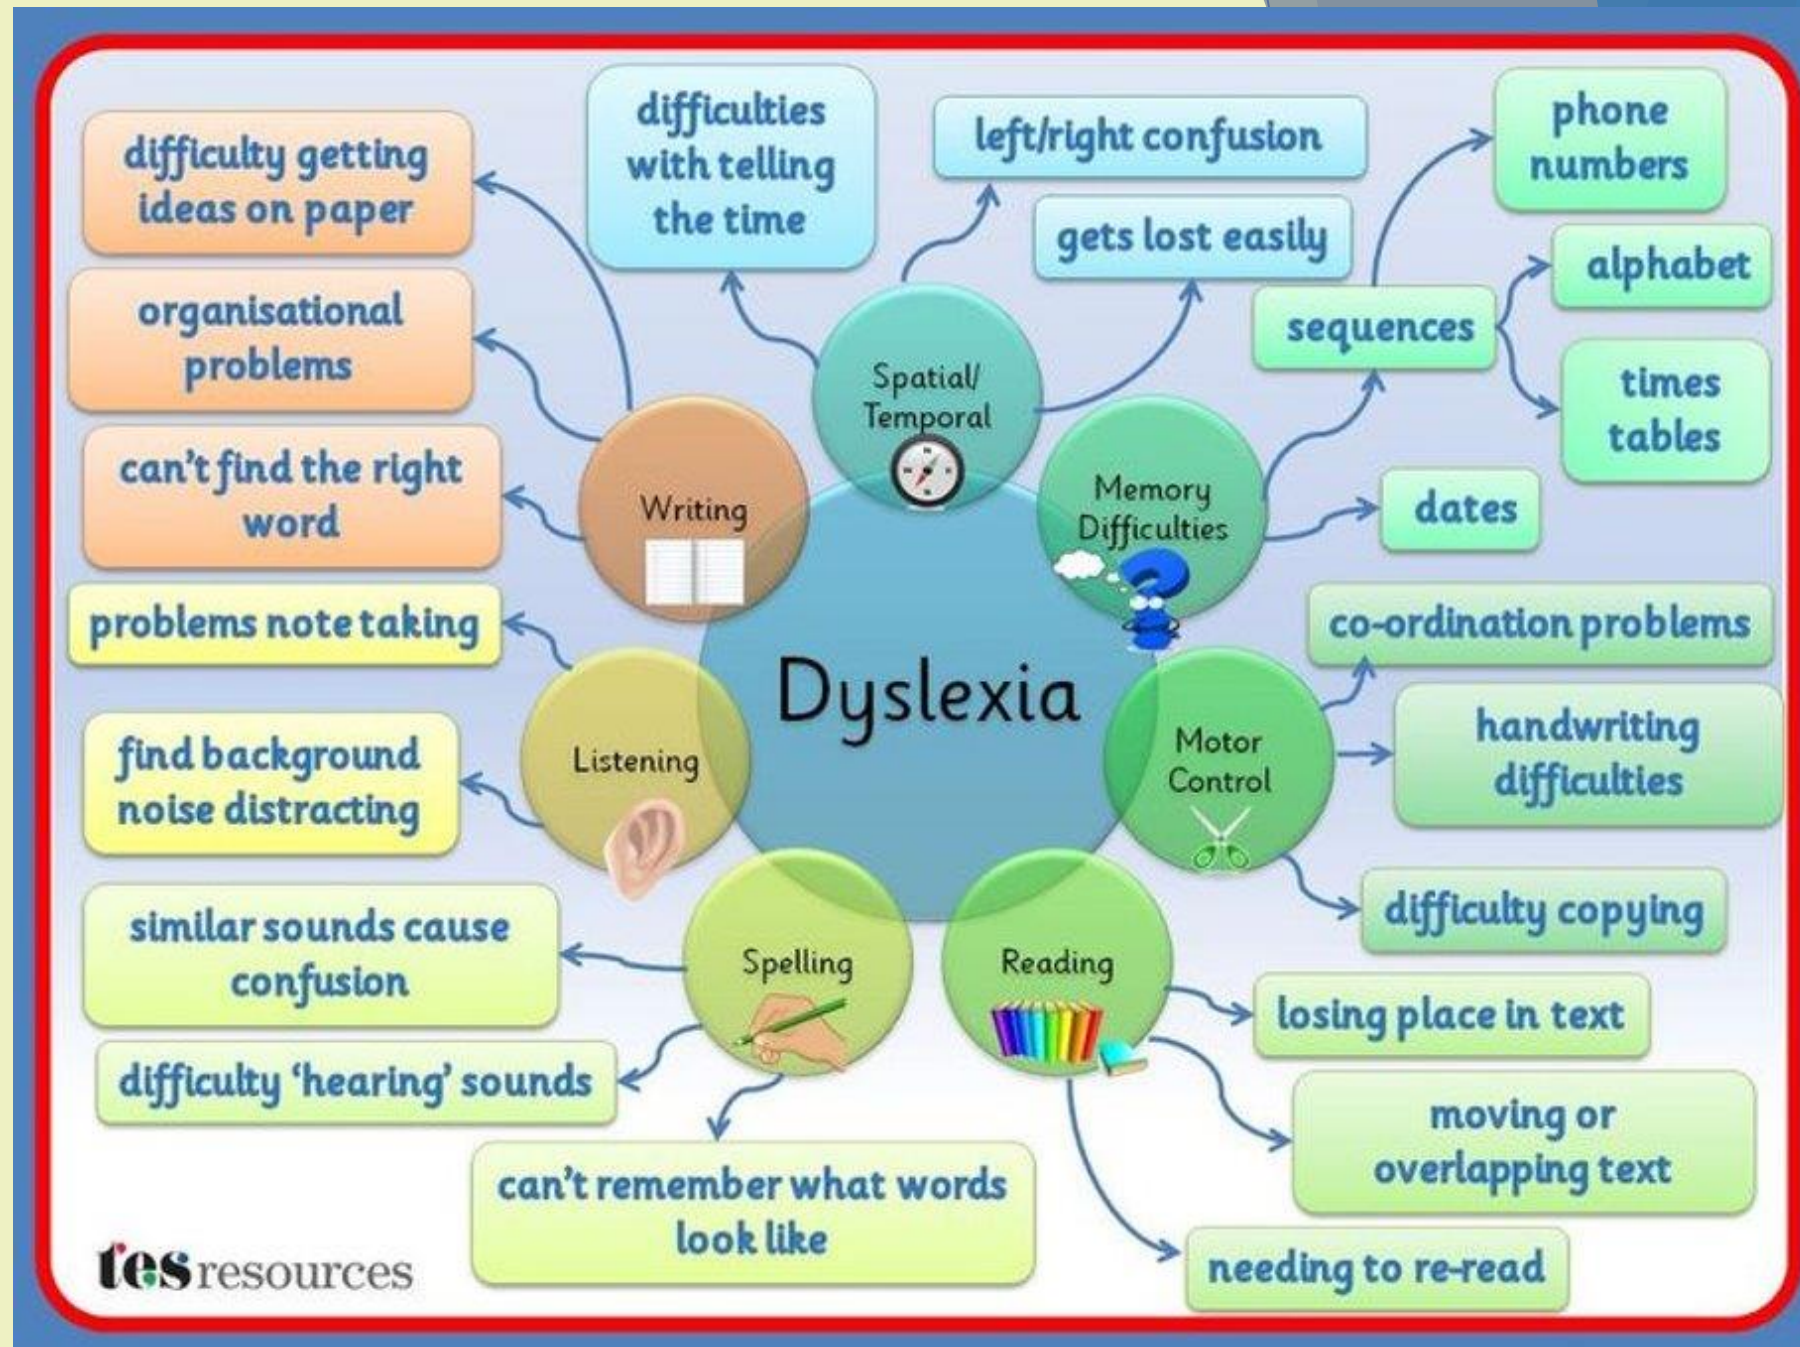 difficulty getting
ideas on paper
organisational
problems
can't find the right
word
Writing
difficulties
with telling
the time
left/right confusion
gets lost easily
Spatial/
Temporal
phone
numbers
alphabet
sequences
times
tables
dates
Memory
Difficulties
problems note taking
find background
noise distracting
Listening
Dyslexia
co-ordination problems
handwriting
difficulties
difficulty copying
Motor
Control
similar sounds cause
confusion
difficulty 'hearing' sounds
can't remember what words
look like
Spelling
Reading
losing place in text
moving or
overlapping text
needing to re-read
tes resources